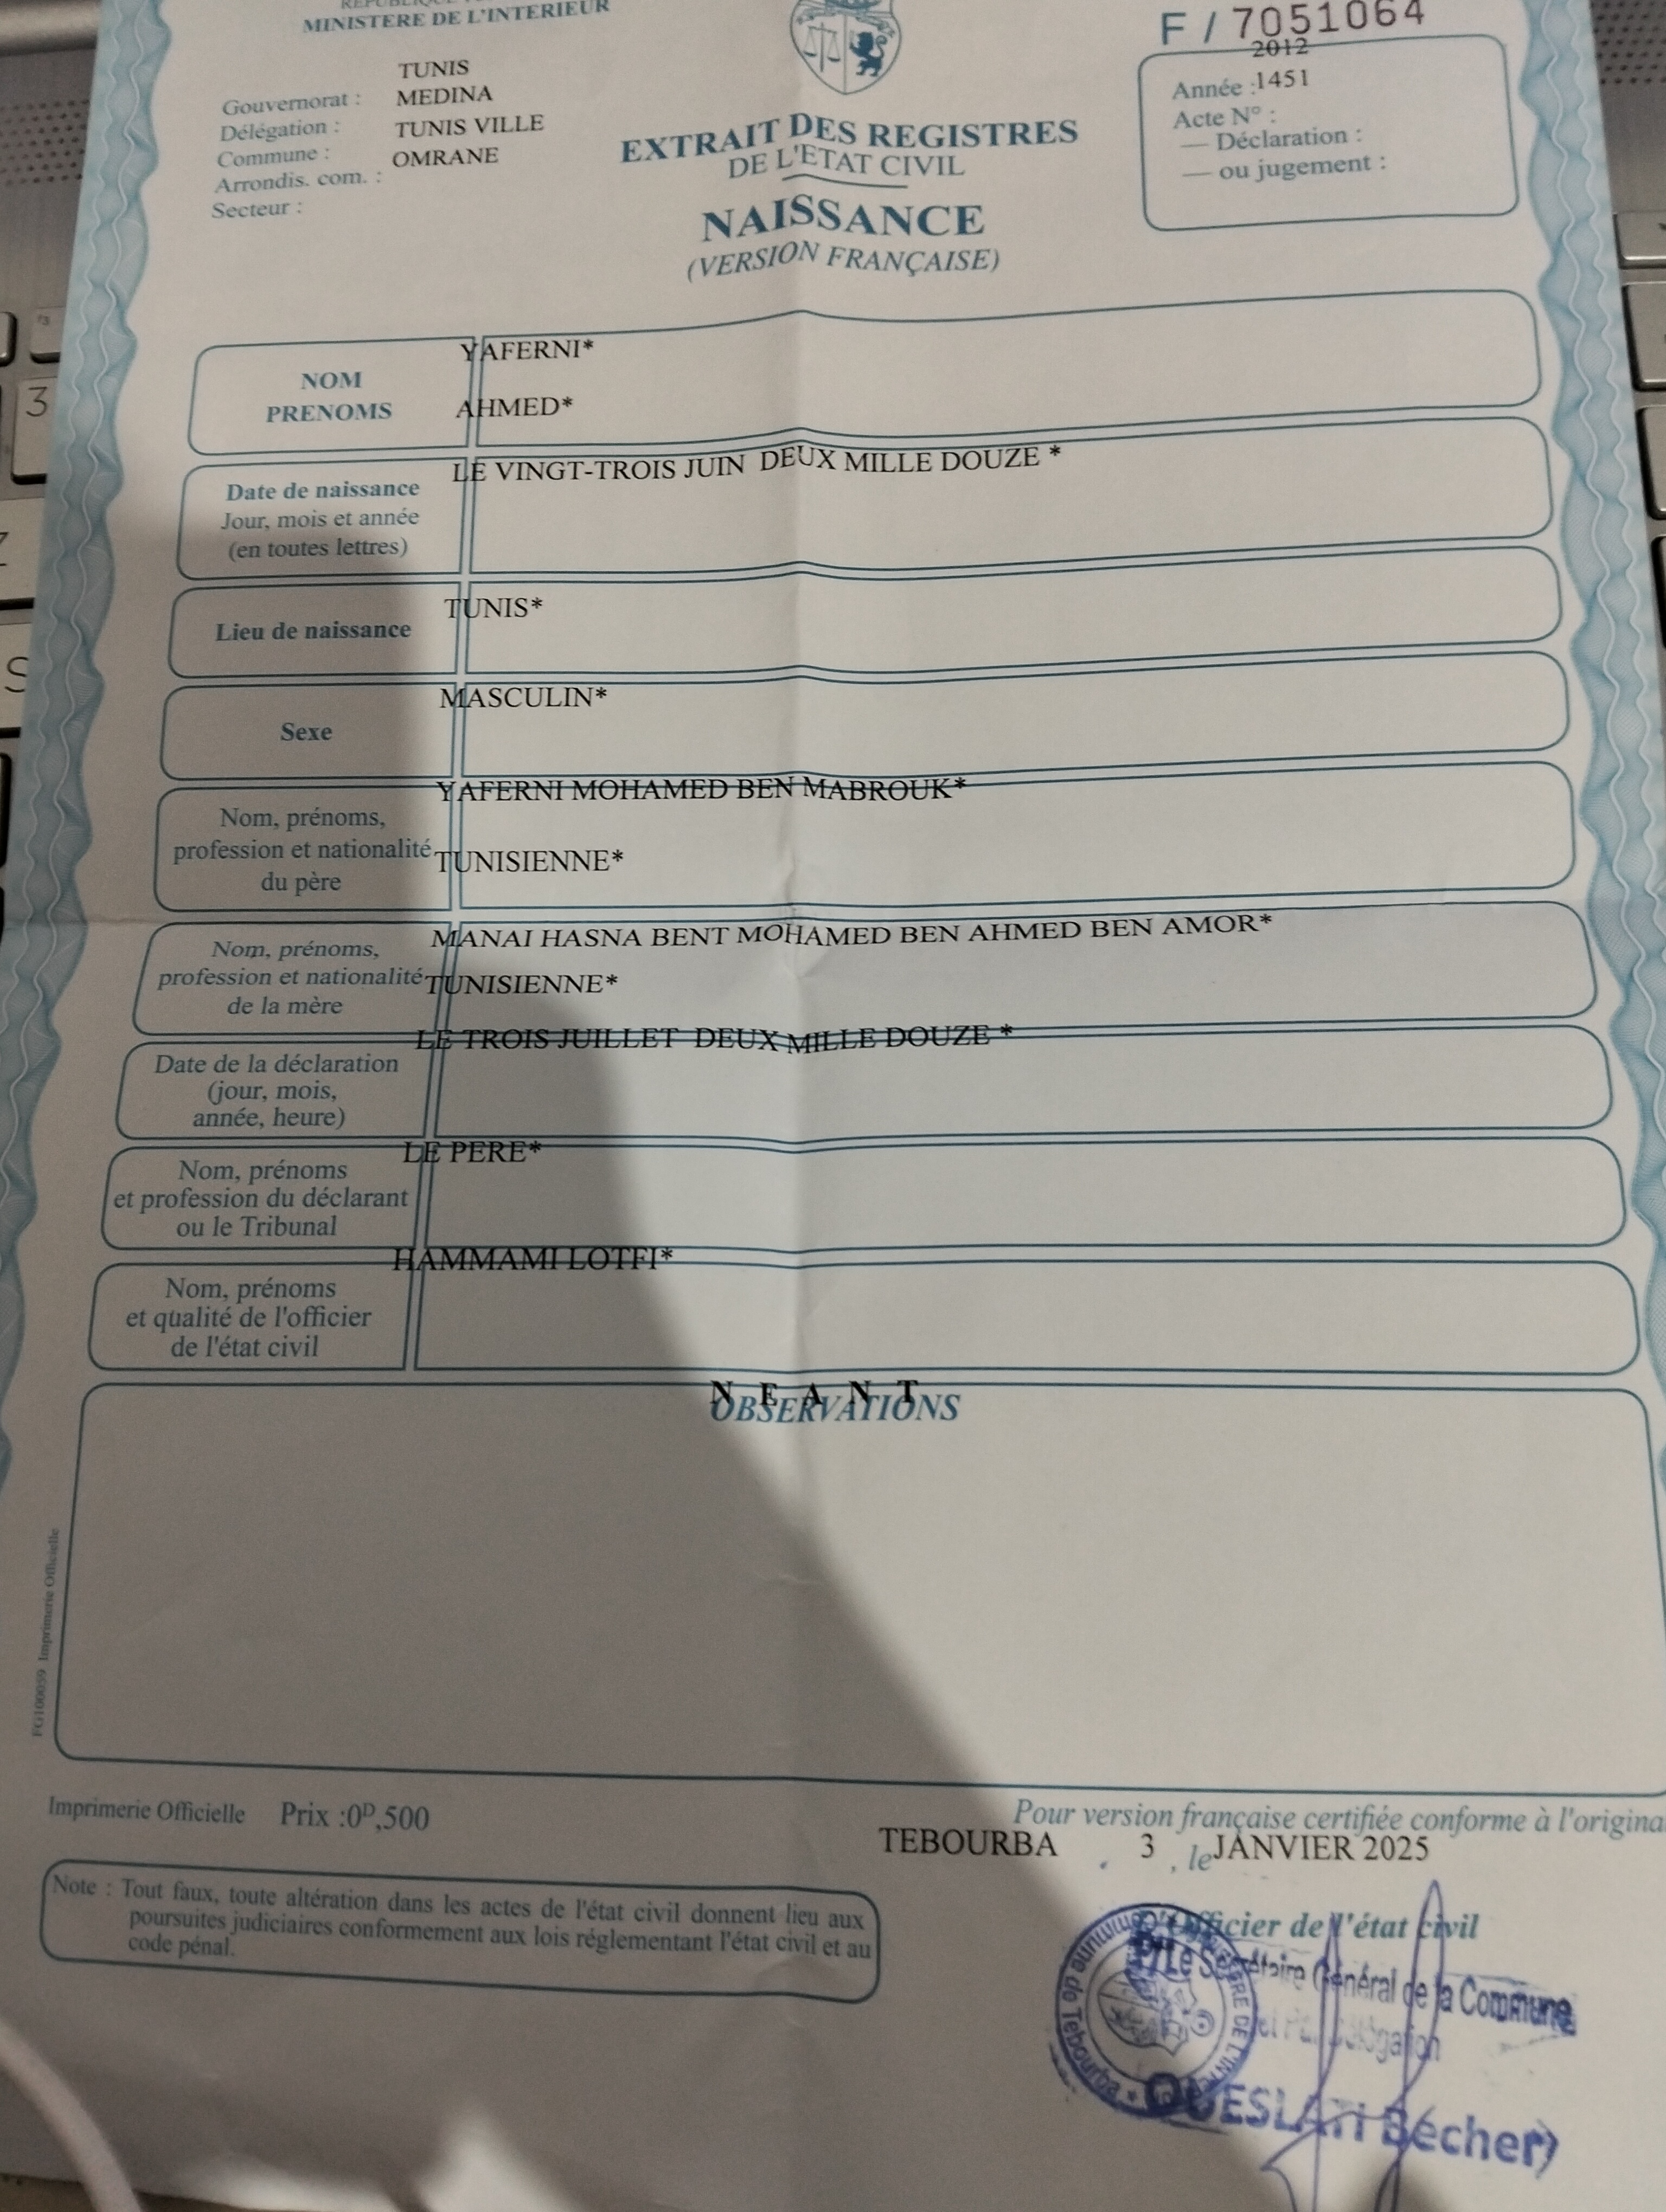 MINISTERE DE L'INTERIEUR
F / 7051064
2012
Année : 1451
Acte N° :
— Déclaration :
— ou jugement :
TUNIS
Gouvernorat : MEDINA
Délégation : TUNIS VILLE
Commune : OMRANE
Arrondis. com. :
Secteur :
EXTRAIT DES REGISTRES
DE L'ETAT CIVIL
NAISSANCE
(VERSION FRANÇAISE)
NOM YAFERNI*
PRENOMS AHMED*
Date de naissance LE VINGT-TROIS JUIN DEUX MILLE DOUZE *
Jour, mois et année
(en toutes lettres)
Lieu de naissance TUNIS*
Sexe MASCULIN*
YAFERNI MOHAMED BEN MABROUK*
Nom, prénoms,
profession et nationalité TUNISIENNE*
du père
MANAI HASNA BENT MOHAMED BEN AHMED BEN AMOR*
Nom, prénoms,
profession et nationalité TUNISIENNE*
de la mère
LE TROIS JUILLET DEUX MILLE DOUZE *
Date de la déclaration
(jour, mois,
année, heure)
LE PERE*
Nom, prénoms
et profession du déclarant
ou le Tribunal
HAMMAMI LOTFI*
Nom, prénoms
et qualité de l'officier
de l'état civil
N E A N T
OBSERVATIONS
FG100039 Imprimerie Officielle
Imprimerie Officielle Prix :0D,500
Pour version française certifiée conforme à l'origina
TEBOURBA 3 , le JANVIER 2025
Note : Tout faux, toute altération dans les actes de l'état civil donnent lieu aux
poursuites judiciaires conformement aux lois réglementant l'état civil et au
code pénal.
L'Officier de l'état civil
P/Le Secrétaire Général de la Commune
et Par Délégation
OUESLATI Bécher
Commune de Tebourba